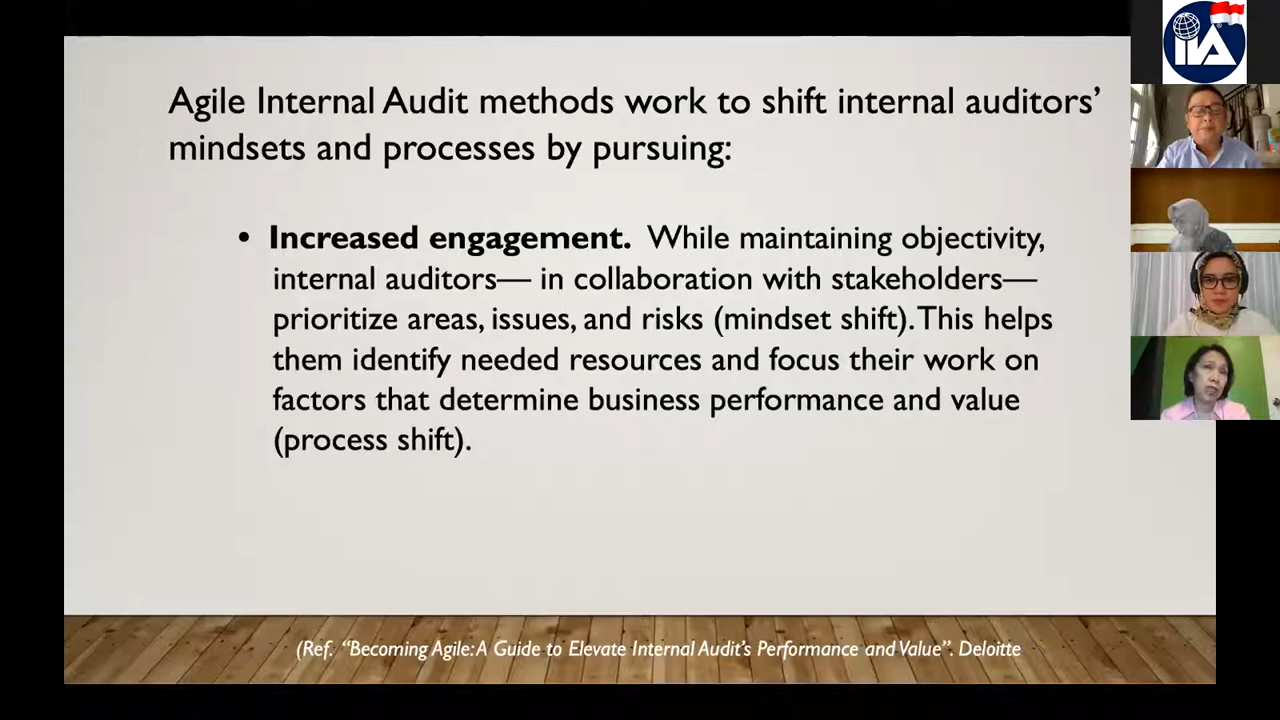 Agile Internal Audit methods work to shift internal auditors’
mindsets and processes by pursuing:
• Increased engagement. While maintaining objectivity,
internal auditors— in collaboration with stakeholders—
prioritize areas, issues, and risks (mindset shift). This helps
them identify needed resources and focus their work on
factors that determine business performance and value
(process shift).
(Ref. “Becoming Agile: A Guide to Elevate Internal Audit’s Performance and Value”. Deloitte
IIA